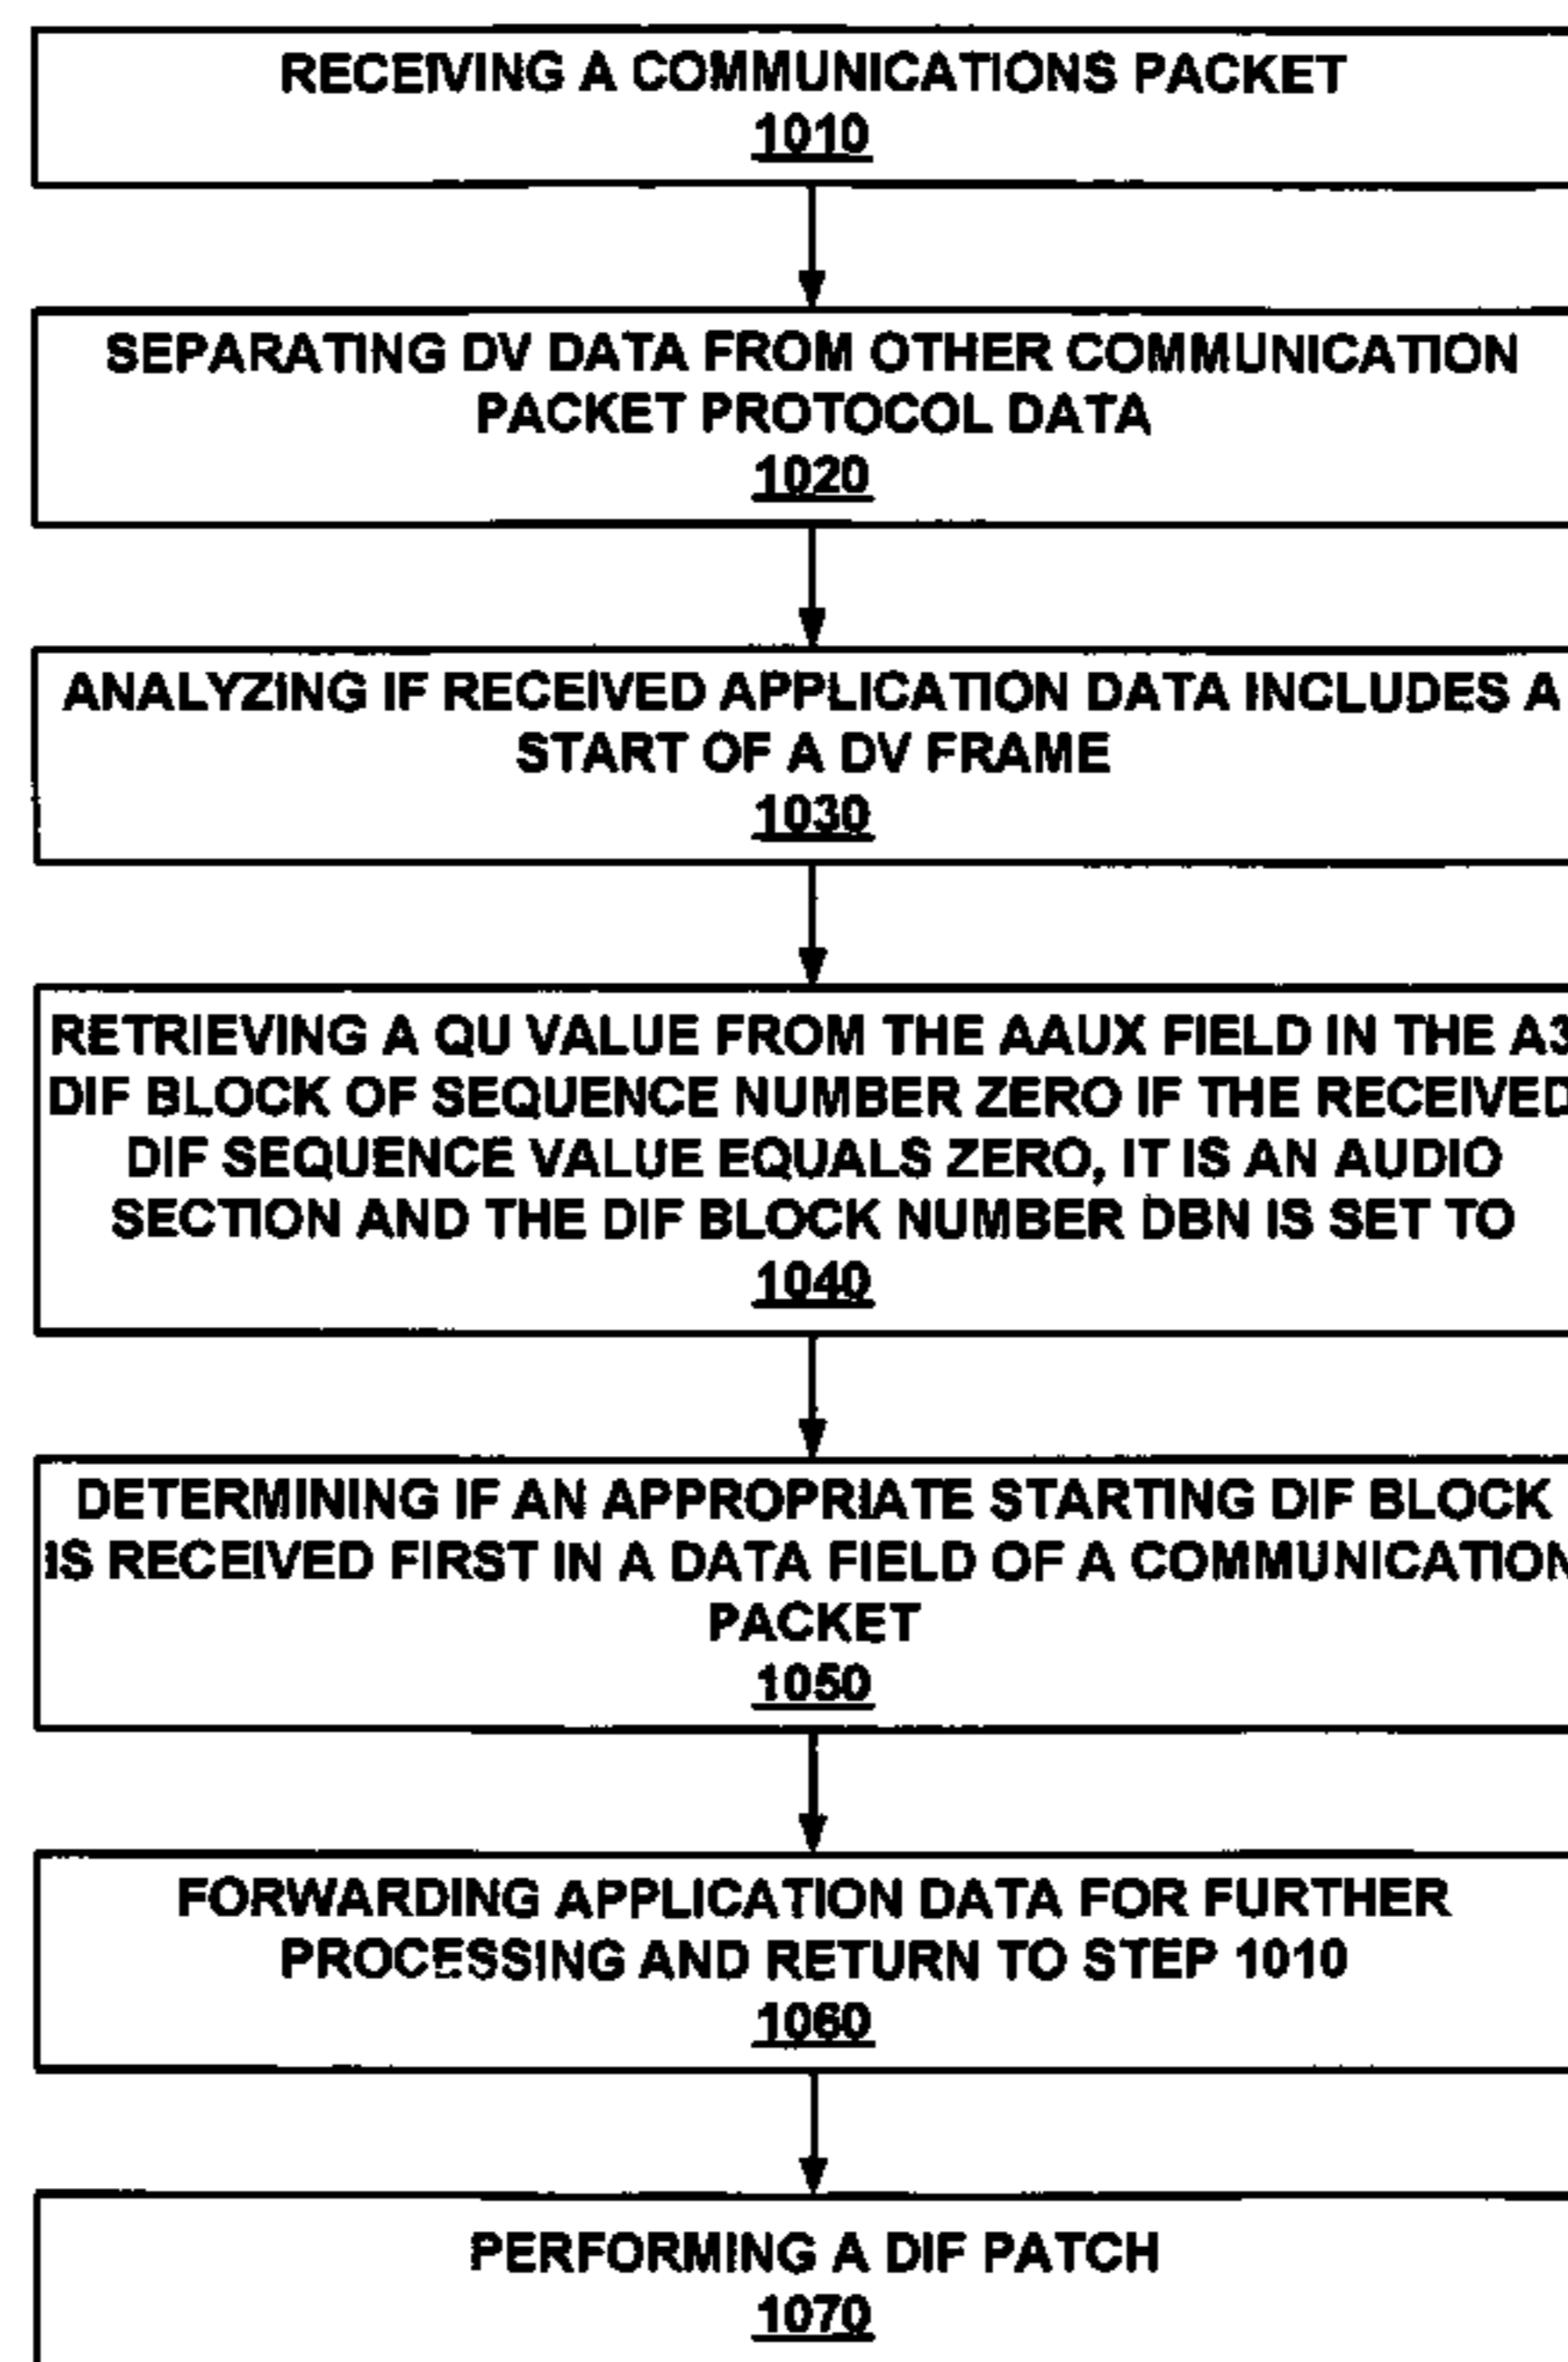 RECEIVING A COMMUNICATIONS PACKET
1010
SEPARATING DV DATA FROM OTHER COMMUNICATION
PACKET PROTOCOL DATA
1020
ANALYZING IF RECEIVED APPLICATION DATA INCLUDES A
START OF A DV FRAME
1030
RETRIEVING A QU VALUE FROM THE AAUX FIELD IN THE A3
DIF BLOCK OF SEQUENCE NUMBER ZERO IF THE RECEIVED
DIF SEQUENCE VALUE EQUALS ZERO, IT IS AN AUDIO
SECTION AND THE DIF BLOCK NUMBER DBN IS SET TO
1040
DETERMINING IF AN APPROPRIATE STARTING DIF BLOCK
IS RECEIVED FIRST IN A DATA FIELD OF A COMMUNICATION
PACKET
1050
FORWARDING APPLICATION DATA FOR FURTHER
PROCESSING AND RETURN TO STEP 1010
1060
PERFORMING A DIF PATCH
1070